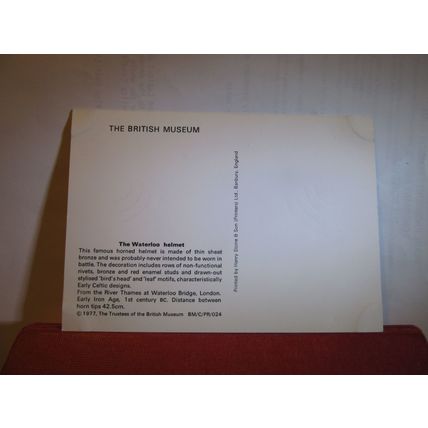 THE BRITISH MUSEUM
The Waterloo helmet
This famous horned helmet is made of thin sheet
bronze and was probably never intended to be worn in
battle. The decoration includes rows of non-functional
rivets, bronze and red enamel studs and drawn-out
stylised 'bird's head' and 'leaf' motifs, characteristically
Early Celtic designs.
From the River Thames at Waterloo Bridge, London.
Early Iron Age, 1st century BC. Distance between
horn tips 42.5cm.
© 1977, The Trustees of the British Museum BM/C/PR/024
Printed by Henry Stone & Son (Printers) Ltd. Banbury, England